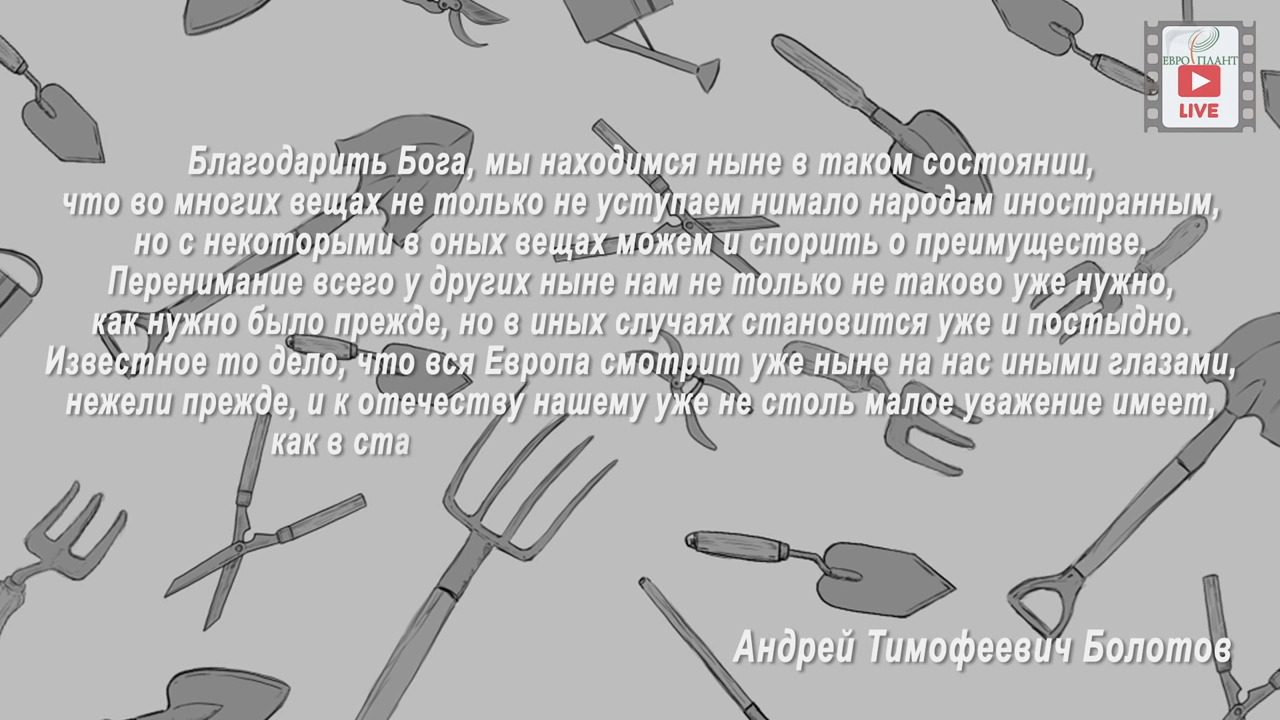 ЕВРО ПЛАНТ
LIVE
Благодарить Бога, мы находимся ныне в таком состоянии,
что во многих вещах не только не уступаем нимало народам иностранным,
но с некоторыми в оных вещах можем и спорить о преимуществе.
Перенимание всего у других ныне нам не только не таково уже нужно,
как нужно было прежде, но в иных случаях становится уже и постыдно.
Известное то дело, что вся Европа смотрит уже ныне на нас иными глазами,
нежели прежде, и к отечеству нашему уже не столь малое уважение имеет,
как в ста
Андрей Тимофеевич Болотов